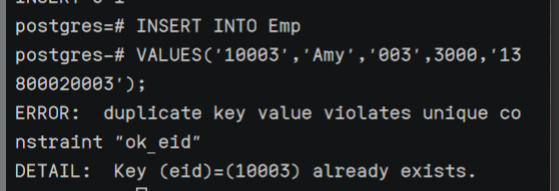 postgres=# INSERT INTO Emp
postgres-# VALUES('10003','Amy','003',3000,'13
800020003');
ERROR:  duplicate key value violates unique co
nstraint "ok_eid"
DETAIL:  Key (eid)=(10003) already exists.